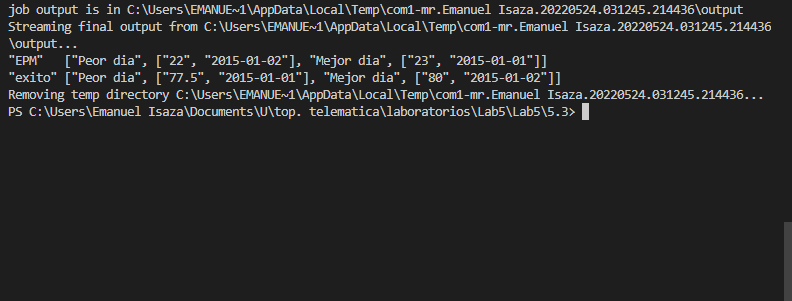 job output is in C:\Users\EMANUE~1\AppData\Local\Temp\com1-mr.Emanuel Isaza.20220524.031245.214436\output
Streaming final output from C:\Users\EMANUE~1\AppData\Local\Temp\com1-mr.Emanuel Isaza.20220524.031245.214436
\output...
"EPM"   ["Peor dia", ["22", "2015-01-02"], "Mejor dia", ["23", "2015-01-01"]]
"exito" ["Peor dia", ["77.5", "2015-01-01"], "Mejor dia", ["80", "2015-01-02"]]
Removing temp directory C:\Users\EMANUE~1\AppData\Local\Temp\com1-mr.Emanuel Isaza.20220524.031245.214436...
PS C:\Users\Emanuel Isaza\Documents\U\top. telematica\laboratorios\Lab5\Lab5\5.3>